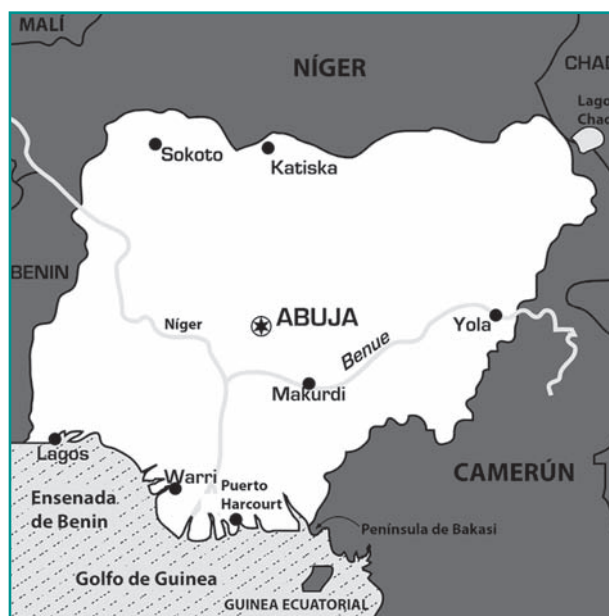 MALÍ
NÍGER
CHAD
Lago
Chad
Sokoto
Katiska
BENIN
Níger
ABUJA
Benue
Yola
Makurdi
Lagos
Warri
Puerto
Harcourt
CAMERÚN
Ensenada
de Benin
Península de Bakasi
Golfo de Guinea
GUINEA ECUATORIAL